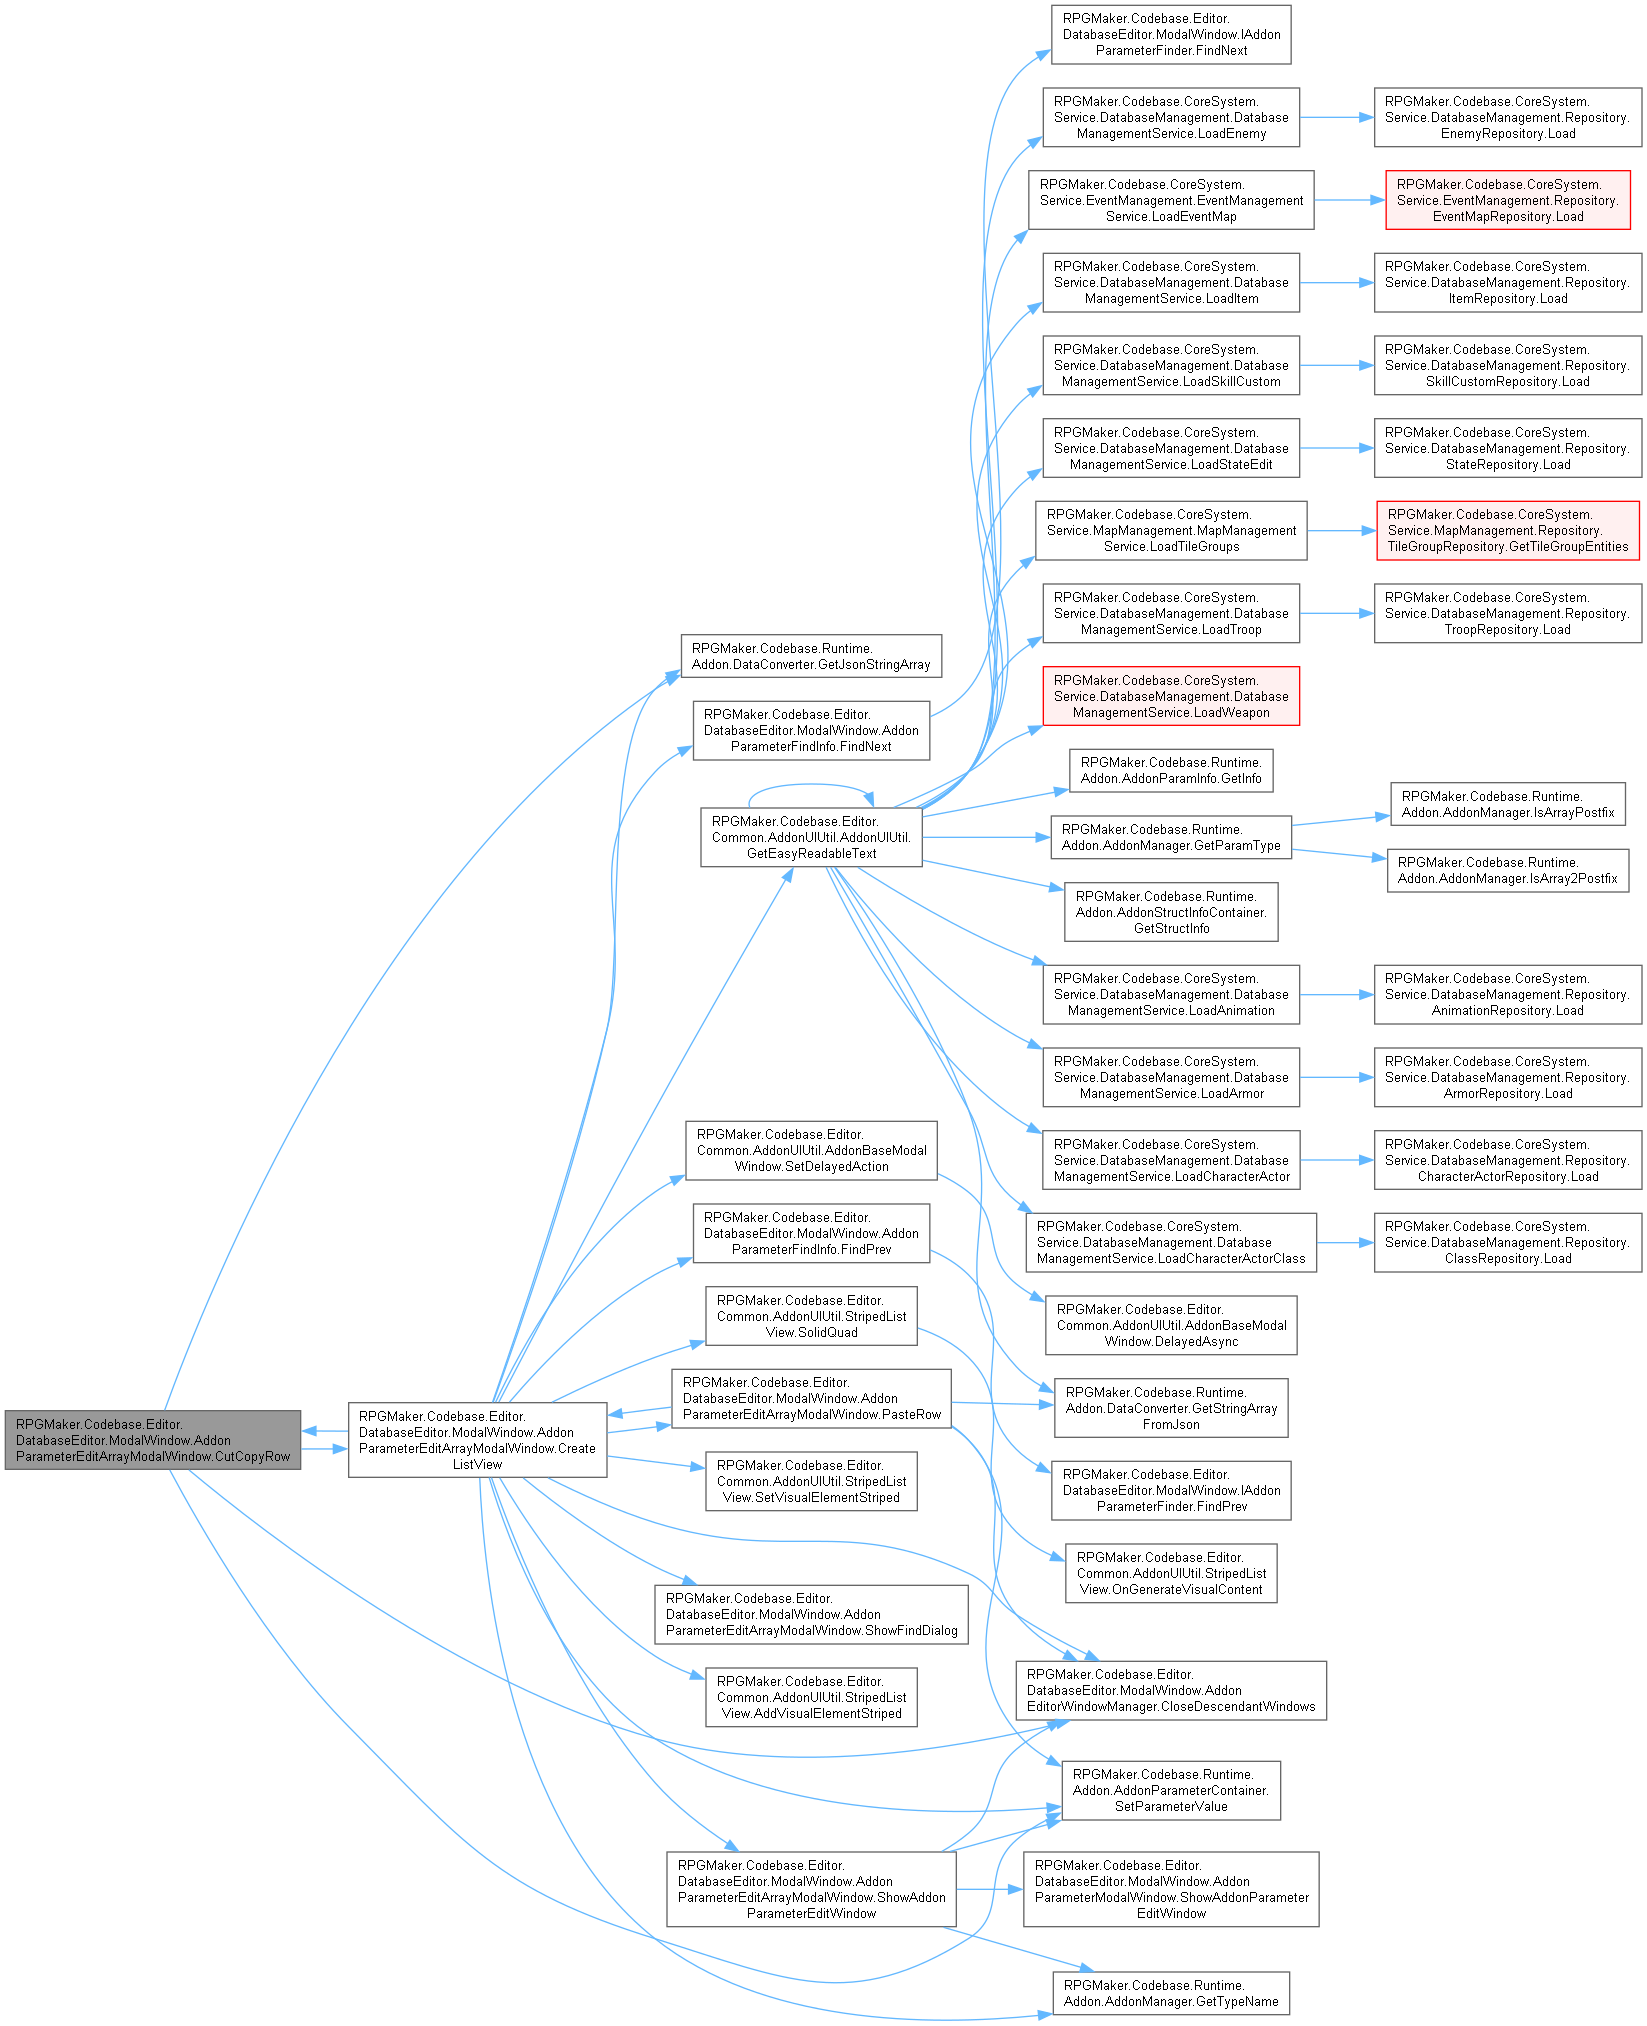 RPGMaker.Codebase.Editor.
DatabaseEditor.ModalWindow.IAddon
ParameterFinder.FindNext
RPGMaker.Codebase.CoreSystem.
Service.DatabaseManagement.Database
ManagementService.LoadEnemy
RPGMaker.Codebase.CoreSystem.
Service.DatabaseManagement.Repository.
EnemyRepository.Load
RPGMaker.Codebase.CoreSystem.
Service.EventManagement.EventManagement
Service.LoadEventMap
RPGMaker.Codebase.CoreSystem.
Service.EventManagement.Repository.
EventMapRepository.Load
RPGMaker.Codebase.CoreSystem.
Service.DatabaseManagement.Database
ManagementService.LoadItem
RPGMaker.Codebase.CoreSystem.
Service.DatabaseManagement.Repository.
ItemRepository.Load
RPGMaker.Codebase.CoreSystem.
Service.DatabaseManagement.Database
ManagementService.LoadSkillCustom
RPGMaker.Codebase.CoreSystem.
Service.DatabaseManagement.Repository.
SkillCustomRepository.Load
RPGMaker.Codebase.CoreSystem.
Service.DatabaseManagement.Database
ManagementService.LoadStateEdit
RPGMaker.Codebase.CoreSystem.
Service.DatabaseManagement.Repository.
StateRepository.Load
RPGMaker.Codebase.CoreSystem.
Service.MapManagement.MapManagement
Service.LoadTileGroups
RPGMaker.Codebase.CoreSystem.
Service.MapManagement.Repository.
TileGroupRepository.GetTileGroupEntities
RPGMaker.Codebase.CoreSystem.
Service.DatabaseManagement.Database
ManagementService.LoadTroop
RPGMaker.Codebase.CoreSystem.
Service.DatabaseManagement.Repository.
TroopRepository.Load
RPGMaker.Codebase.Runtime.
Addon.DataConverter.GetJsonStringArray
RPGMaker.Codebase.CoreSystem.
Service.DatabaseManagement.Database
ManagementService.LoadWeapon
RPGMaker.Codebase.Editor.
DatabaseEditor.ModalWindow.Addon
ParameterFindInfo.FindNext
RPGMaker.Codebase.Runtime.
Addon.AddonParamInfo.GetInfo
RPGMaker.Codebase.Editor.
Common.AddonUIUtil.AddonUIUtil.
GetEasyReadableText
RPGMaker.Codebase.Runtime.
Addon.AddonManager.GetParamType
RPGMaker.Codebase.Runtime.
Addon.AddonManager.IsArrayPostfix
RPGMaker.Codebase.Runtime.
Addon.AddonManager.IsArray2Postfix
RPGMaker.Codebase.Runtime.
Addon.AddonStructInfoContainer.
GetStructInfo
RPGMaker.Codebase.CoreSystem.
Service.DatabaseManagement.Database
ManagementService.LoadAnimation
RPGMaker.Codebase.CoreSystem.
Service.DatabaseManagement.Repository.
AnimationRepository.Load
RPGMaker.Codebase.CoreSystem.
Service.DatabaseManagement.Database
ManagementService.LoadArmor
RPGMaker.Codebase.CoreSystem.
Service.DatabaseManagement.Repository.
ArmorRepository.Load
RPGMaker.Codebase.Editor.
Common.AddonUIUtil.AddonBaseModal
Window.SetDelayedAction
RPGMaker.Codebase.CoreSystem.
Service.DatabaseManagement.Database
ManagementService.LoadCharacterActor
RPGMaker.Codebase.CoreSystem.
Service.DatabaseManagement.Repository.
CharacterActorRepository.Load
RPGMaker.Codebase.Editor.
DatabaseEditor.ModalWindow.Addon
ParameterFindInfo.FindPrev
RPGMaker.Codebase.CoreSystem.
Service.DatabaseManagement.Database
ManagementService.LoadCharacterActorClass
RPGMaker.Codebase.CoreSystem.
Service.DatabaseManagement.Repository.
ClassRepository.Load
RPGMaker.Codebase.Editor.
Common.AddonUIUtil.StripedList
View.SolidQuad
RPGMaker.Codebase.Editor.
Common.AddonUIUtil.AddonBaseModal
Window.DelayedAsync
RPGMaker.Codebase.Editor.
DatabaseEditor.ModalWindow.Addon
ParameterEditArrayModalWindow.PasteRow
RPGMaker.Codebase.Runtime.
Addon.DataConverter.GetStringArray
FromJson
RPGMaker.Codebase.Editor.
DatabaseEditor.ModalWindow.Addon
ParameterEditArrayModalWindow.CutCopyRow
RPGMaker.Codebase.Editor.
DatabaseEditor.ModalWindow.Addon
ParameterEditArrayModalWindow.Create
ListView
RPGMaker.Codebase.Editor.
Common.AddonUIUtil.StripedList
View.SetVisualElementStriped
RPGMaker.Codebase.Editor.
DatabaseEditor.ModalWindow.IAddon
ParameterFinder.FindPrev
RPGMaker.Codebase.Editor.
Common.AddonUIUtil.StripedList
View.OnGenerateVisualContent
RPGMaker.Codebase.Editor.
DatabaseEditor.ModalWindow.Addon
ParameterEditArrayModalWindow.ShowFindDialog
RPGMaker.Codebase.Editor.
Common.AddonUIUtil.StripedList
View.AddVisualElementStriped
RPGMaker.Codebase.Editor.
DatabaseEditor.ModalWindow.Addon
EditorWindowManager.CloseDescendantWindows
RPGMaker.Codebase.Runtime.
Addon.AddonParameterContainer.
SetParameterValue
RPGMaker.Codebase.Editor.
DatabaseEditor.ModalWindow.Addon
ParameterEditArrayModalWindow.ShowAddon
ParameterEditWindow
RPGMaker.Codebase.Editor.
DatabaseEditor.ModalWindow.Addon
ParameterModalWindow.ShowAddonParameter
EditWindow
RPGMaker.Codebase.Runtime.
Addon.AddonManager.GetTypeName